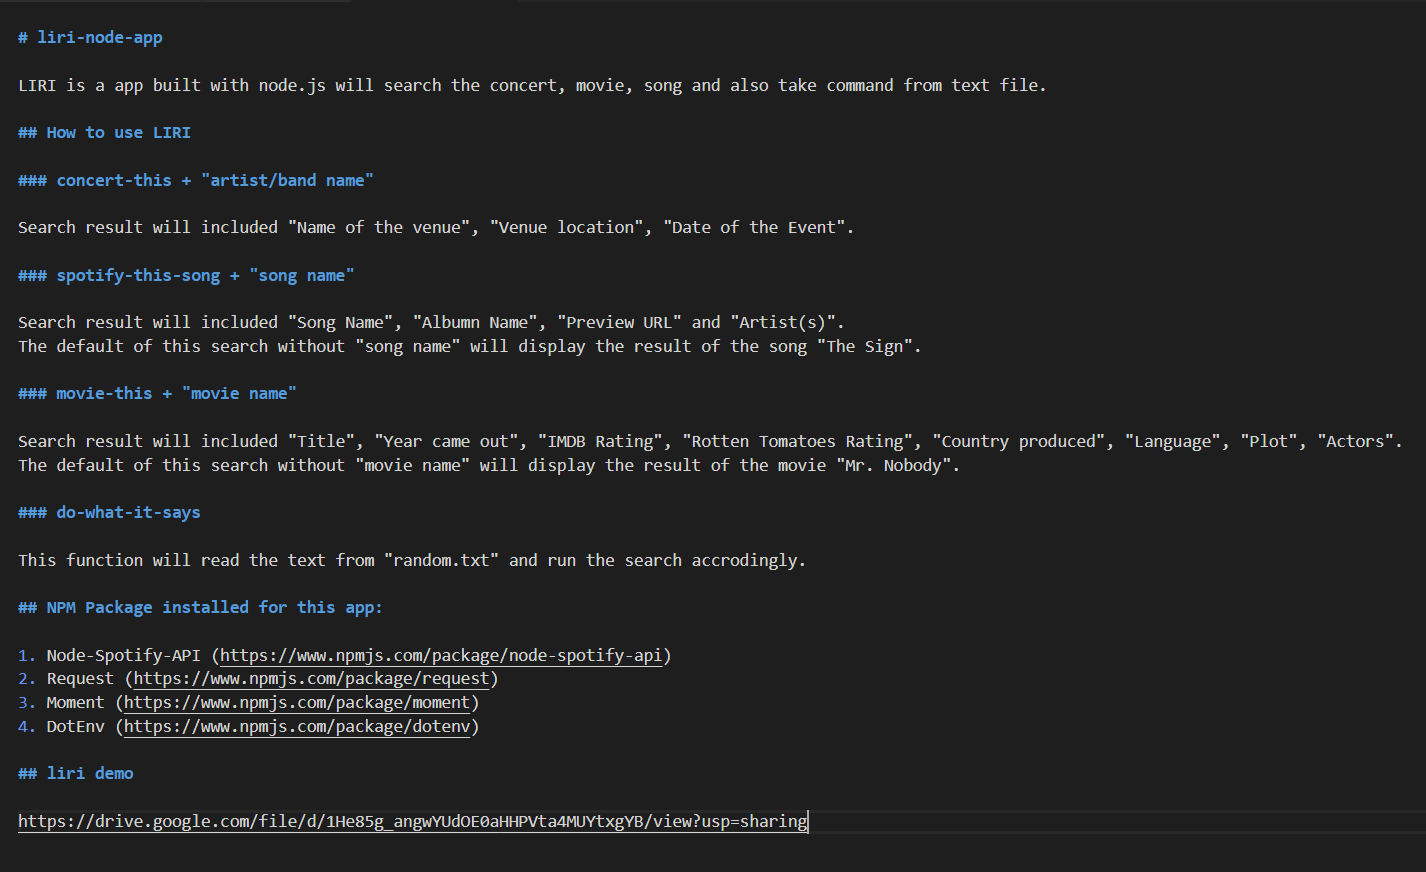 # liri-node-app
LIRI is a app built with node.js will search the concert, movie, song and also take command from text file.
## How to use LIRI
### concert-this + "artist/band name"
Search result will included "Name of the venue", "Venue location", "Date of the Event".
### spotify-this-song + "song name"
Search result will included "Song Name", "Albumn Name", "Preview URL" and "Artist(s)".
The default of this search without "song name" will display the result of the song "The Sign".
### movie-this + "movie name"
Search result will included "Title", "Year came out", "IMDB Rating", "Rotten Tomatoes Rating", "Country produced", "Language", "Plot", "Actors".
The default of this search without "movie name" will display the result of the movie "Mr. Nobody".
### do-what-it-says
This function will read the text from "random.txt" and run the search accrodingly.
## NPM Package installed for this app:
1. Node-Spotify-API (https://www.npmjs.com/package/node-spotify-api)
2. Request (https://www.npmjs.com/package/request)
3. Moment (https://www.npmjs.com/package/moment)
4. DotEnv (https://www.npmjs.com/package/dotenv)
## liri demo
https://drive.google.com/file/d/1He85g_angwYUdOE0aHHPVta4MUYtxgYB/view?usp=sharing